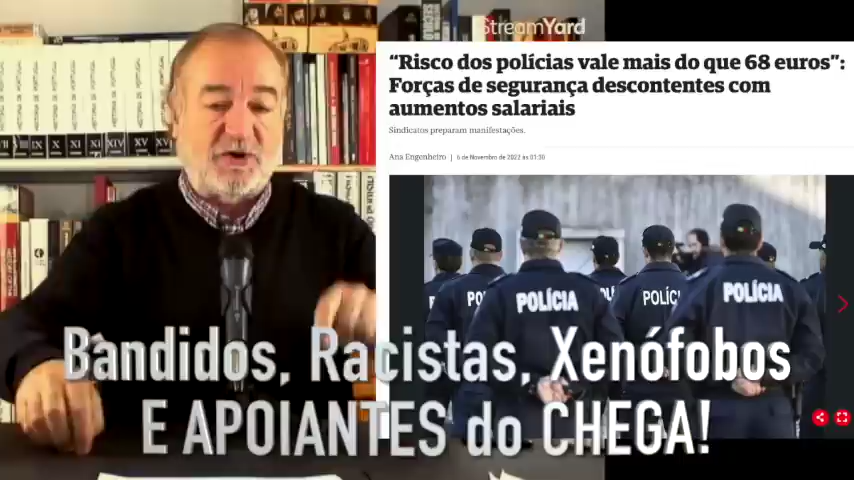 StreamYard
“Risco dos polícias vale mais do que 68 euros”:
Forças de segurança descontentes com
aumentos salariais
Sindicatos preparam manifestações.
Ana Engenheiro | 6 de Novembro de 2022 às 01:30
POLÍCIA
POLÍCI
POLÍCIA
Bandidos, Racistas, Xenófobos
E APOIANTES do CHEGA!